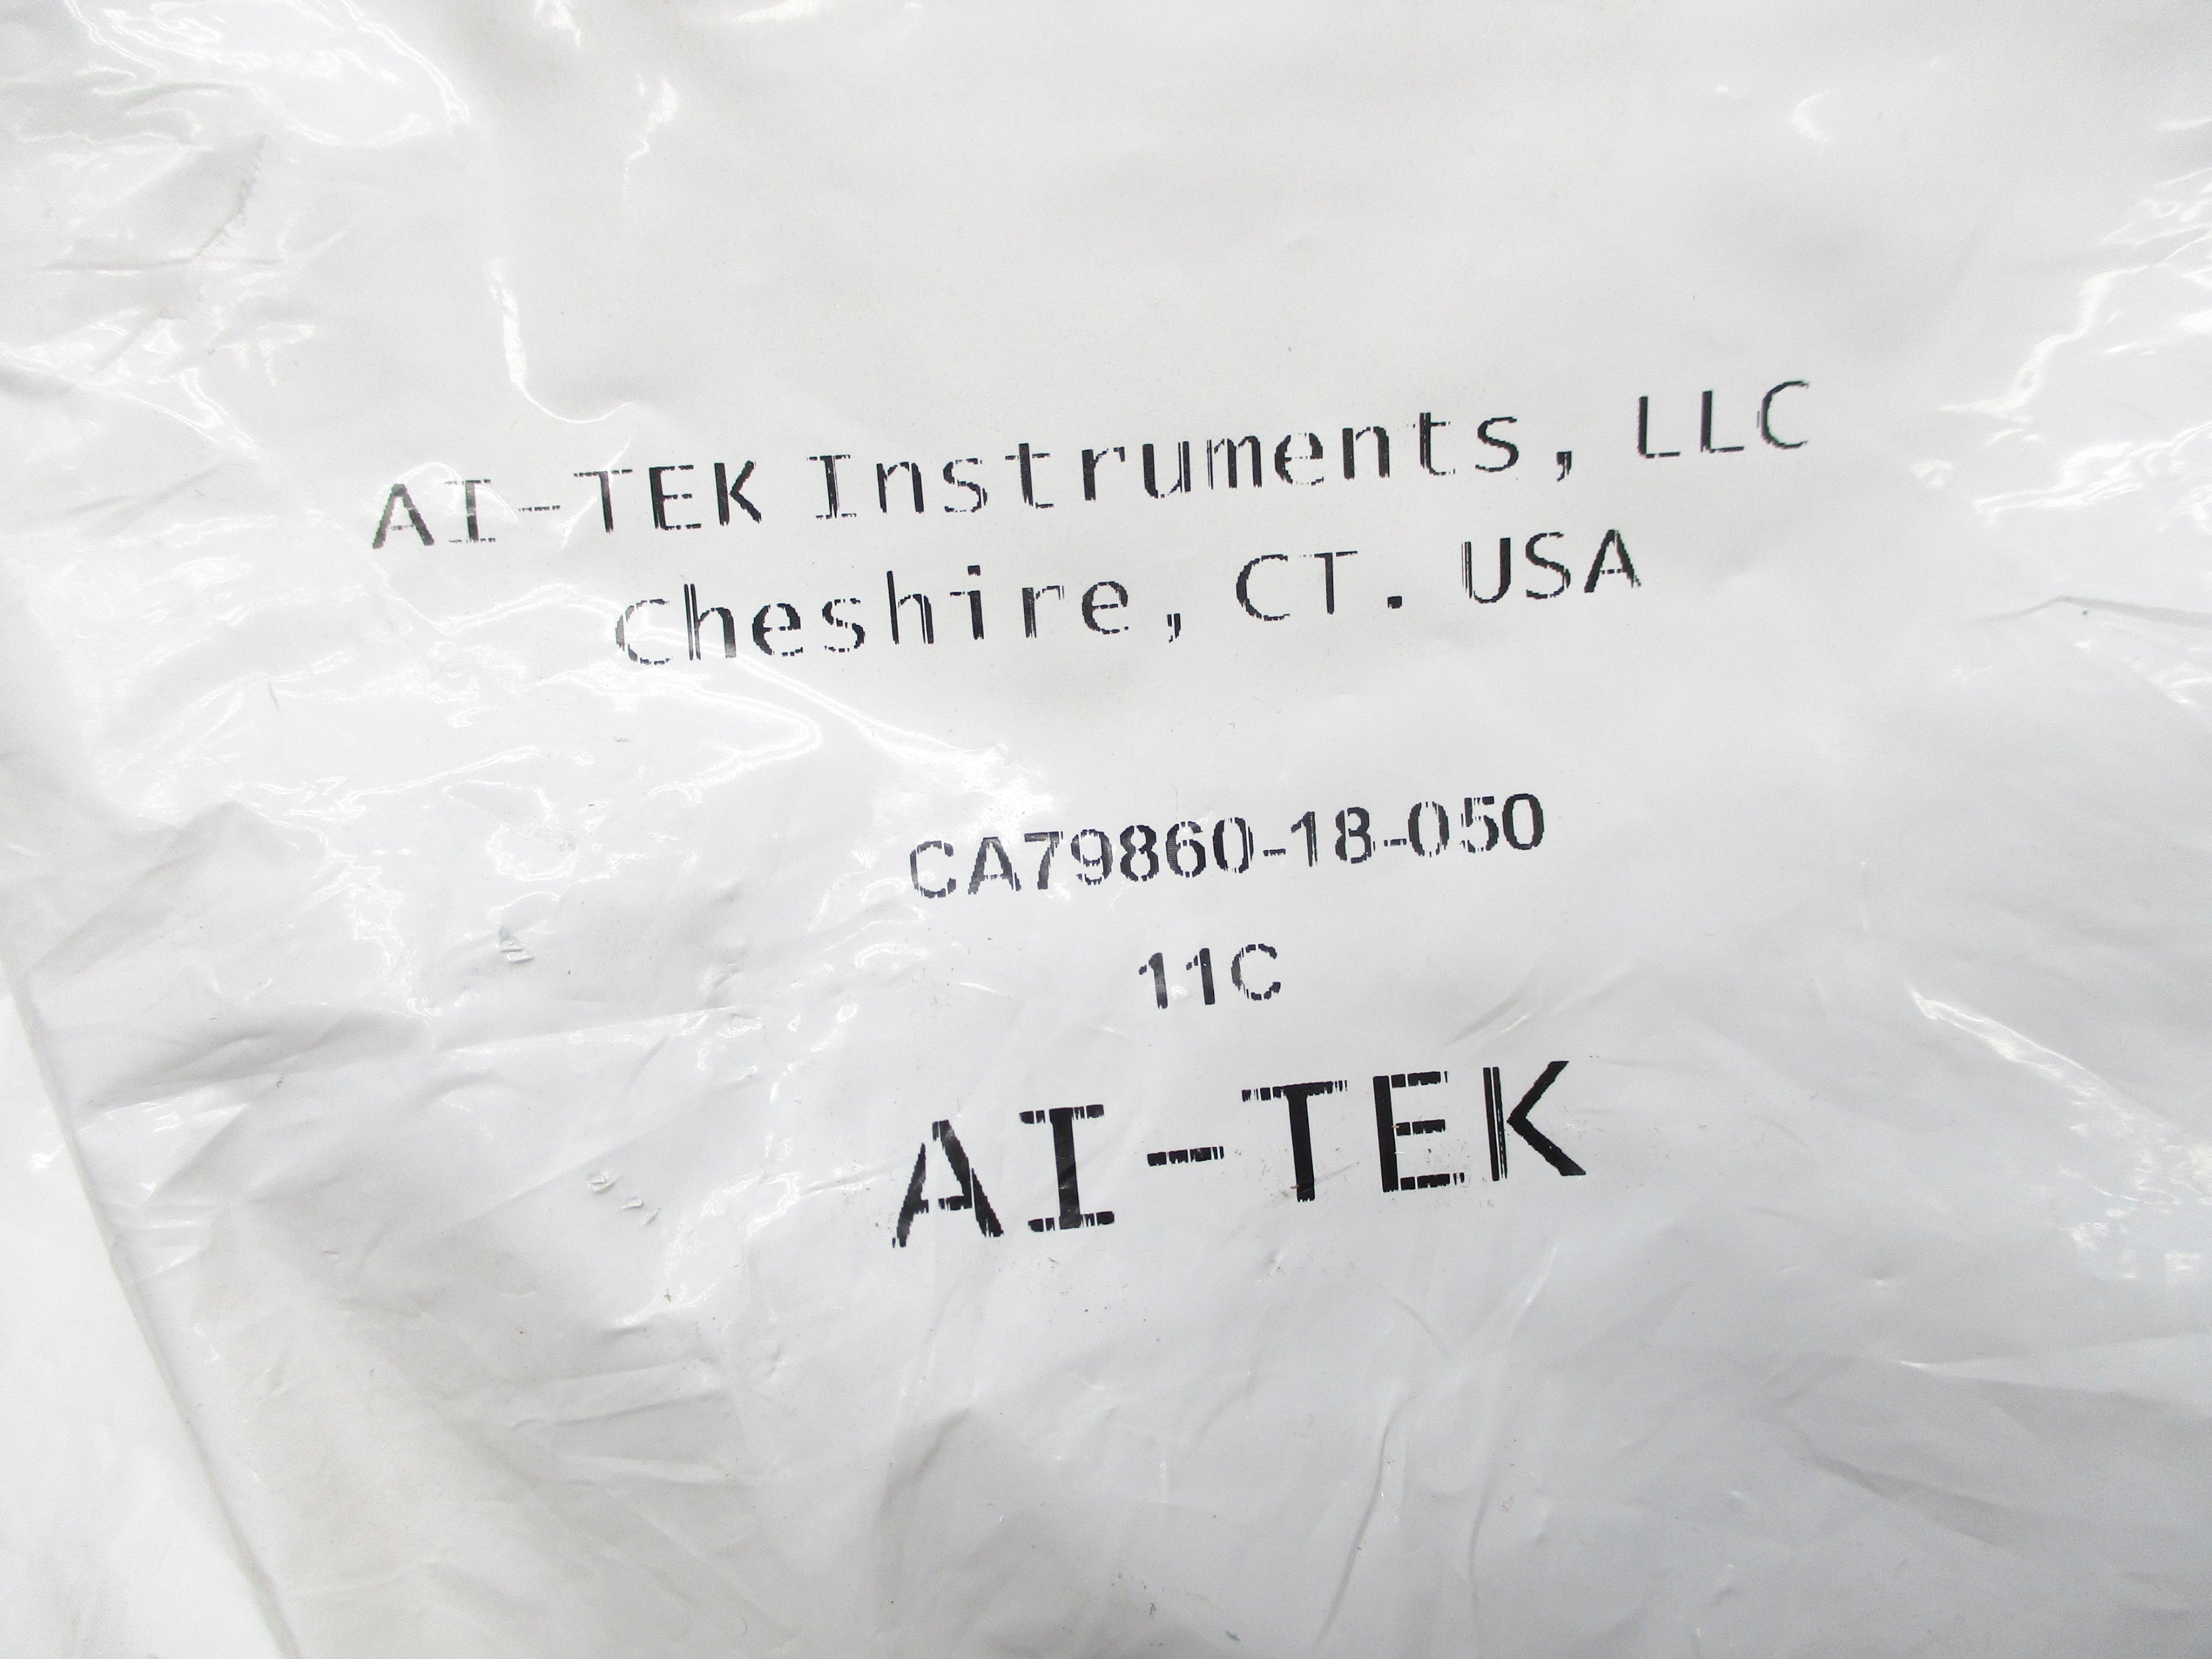 AI-TEK Instruments, LLC
Cheshire, CT. USA
CA79860-18-050
11C
AI-TEK